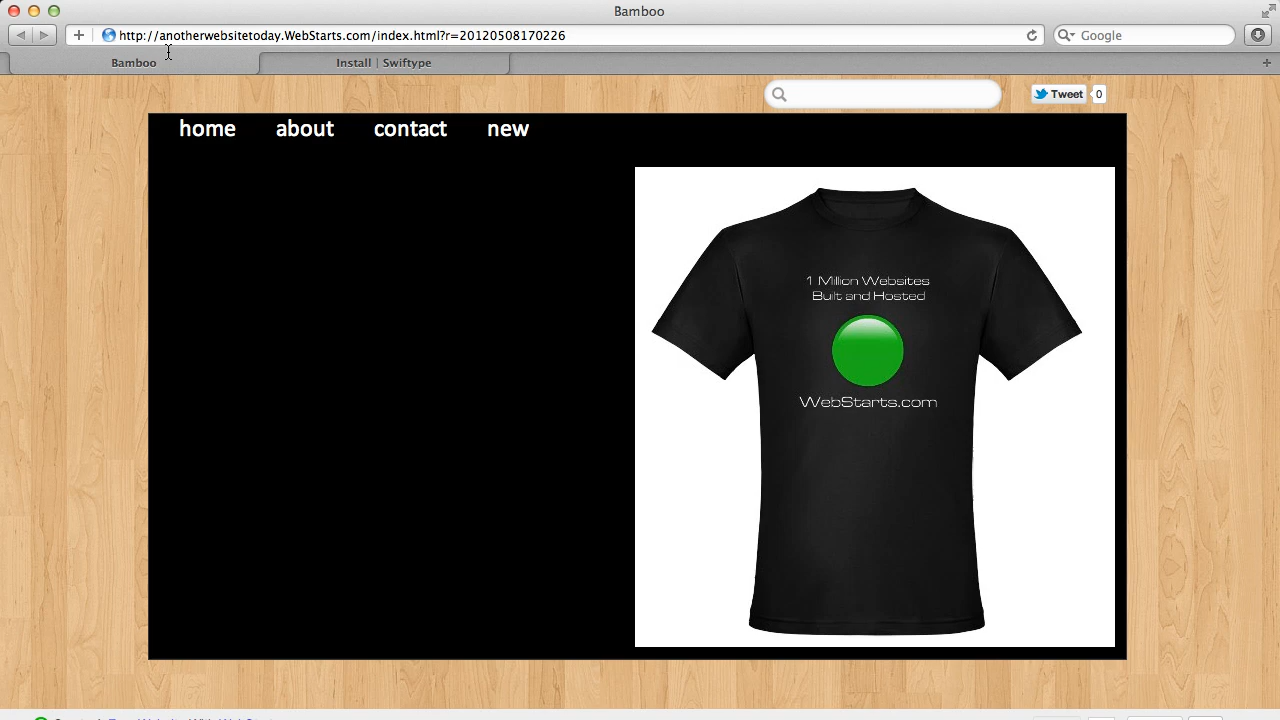 Bamboo
http://anotherwebsitetoday.WebStarts.com/index.html?r=20120508170226
Google
Bamboo
Install | Swiftype
Tweet
0
home about contact new
1 Million Websites
Built and Hosted
WebStarts.com